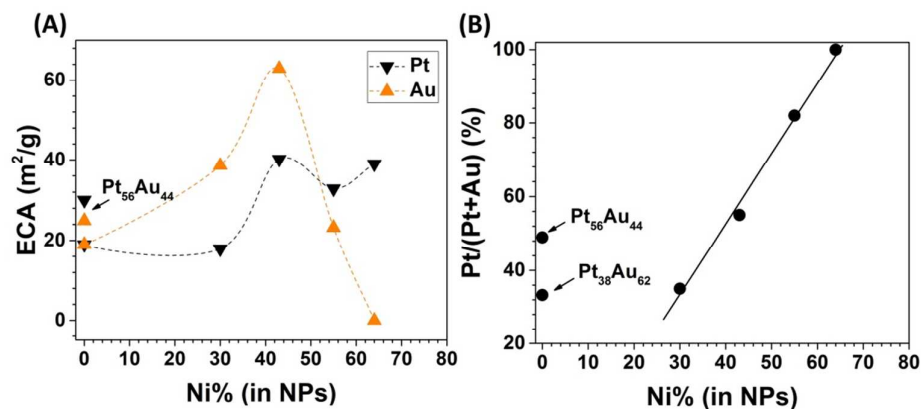 (A)
ECA (m²/g)
60
40
20
0
Pt
Au
Pt₅₆Au₄₄
0 10 20 30 40 50 60 70 80
Ni% (in NPs)
(B)
Pt/(Pt+Au) (%)
100
80
60
40
20
Pt₅₆Au₄₄
Pt₃₈Au₆₂
0 10 20 30 40 50 60 70 80
Ni% (in NPs)